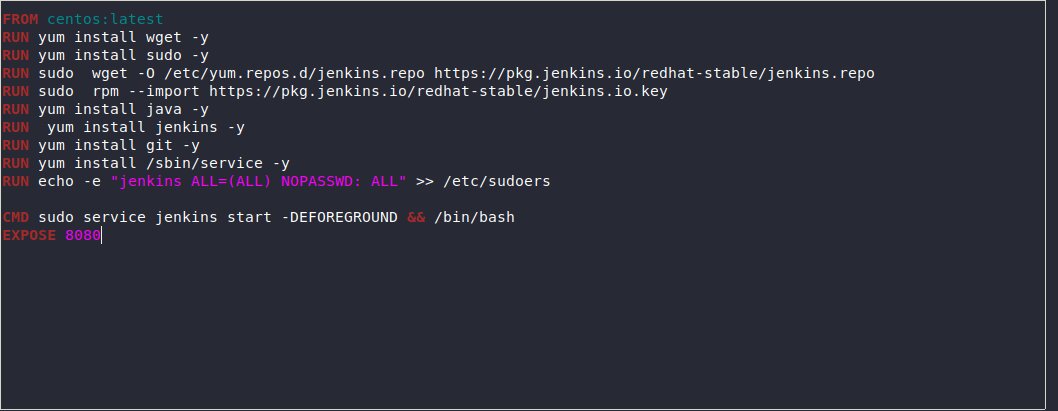 FROM centos:latest
RUN yum install wget -y
RUN yum install sudo -y
RUN sudo  wget -O /etc/yum.repos.d/jenkins.repo https://pkg.jenkins.io/redhat-stable/jenkins.repo
RUN sudo  rpm --import https://pkg.jenkins.io/redhat-stable/jenkins.io.key
RUN yum install java -y
RUN  yum install jenkins -y
RUN yum install git -y
RUN yum install /sbin/service -y
RUN echo -e "jenkins ALL=(ALL) NOPASSWD: ALL" >> /etc/sudoers
CMD sudo service jenkins start -DEFOREGROUND && /bin/bash
EXPOSE 8080